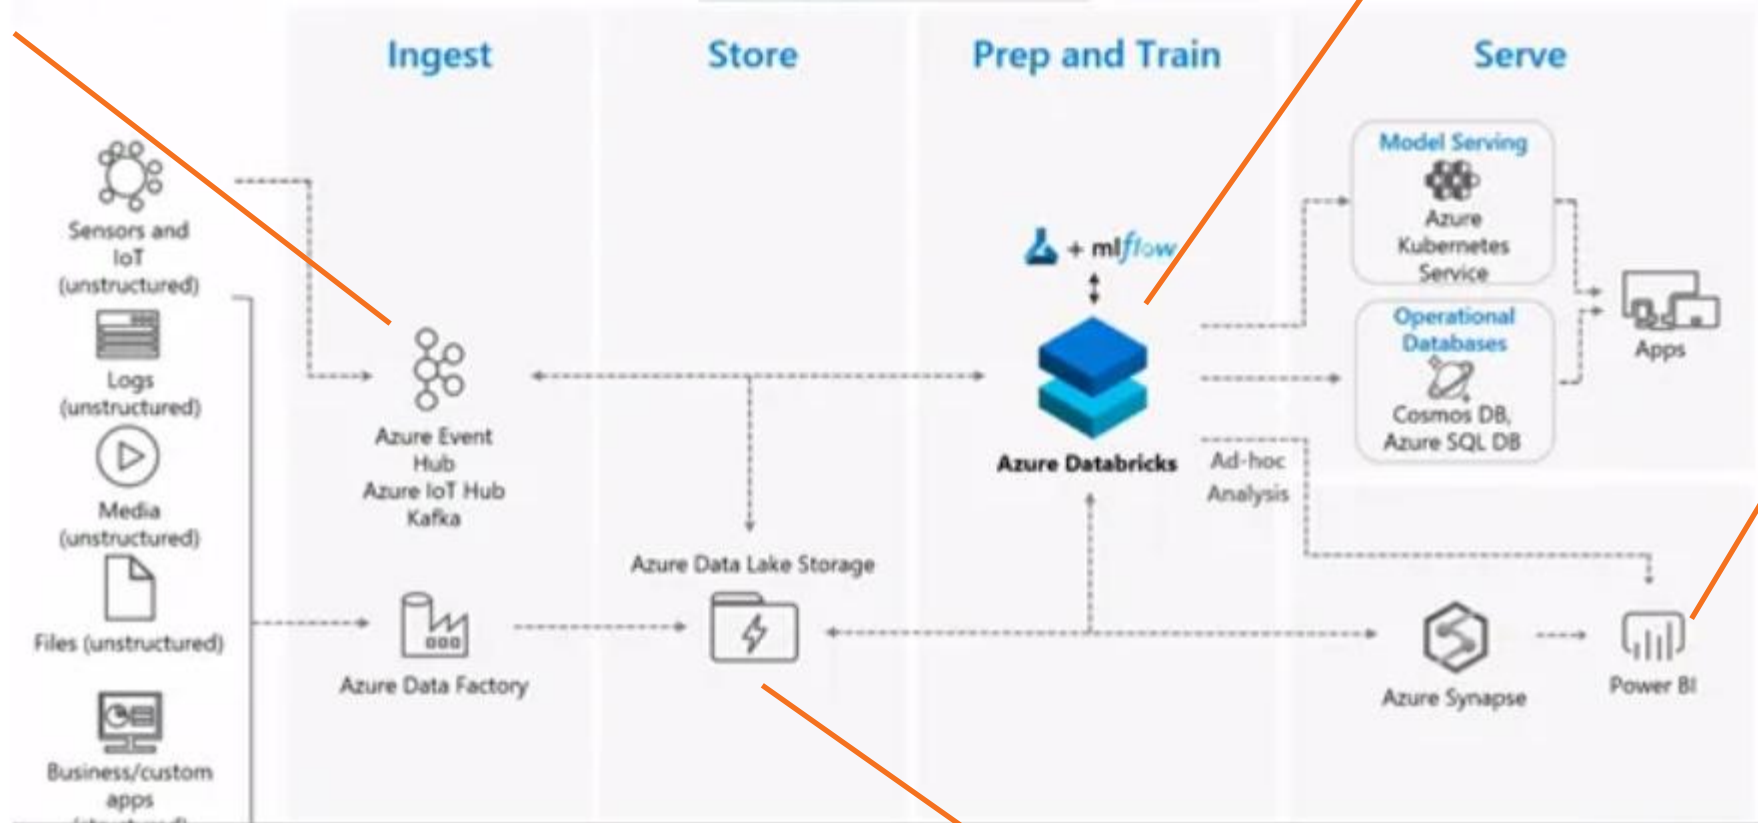 Ingest
Store
Prep and Train
Serve
Sensors and
IoT
(unstructured)
Logs
(unstructured)
Media
(unstructured)
Files (unstructured)
Business/custom
apps
(structured)
Azure Event
Hub
Azure IoT Hub
Kafka
Azure Data Factory
Azure Data Lake Storage
+ mlflow
Azure Databricks
Ad-hoc
Analysis
Model Serving
Azure
Kubernetes
Service
Operational
Databases
Cosmos DB,
Azure SQL DB
Apps
Azure Synapse
Power BI